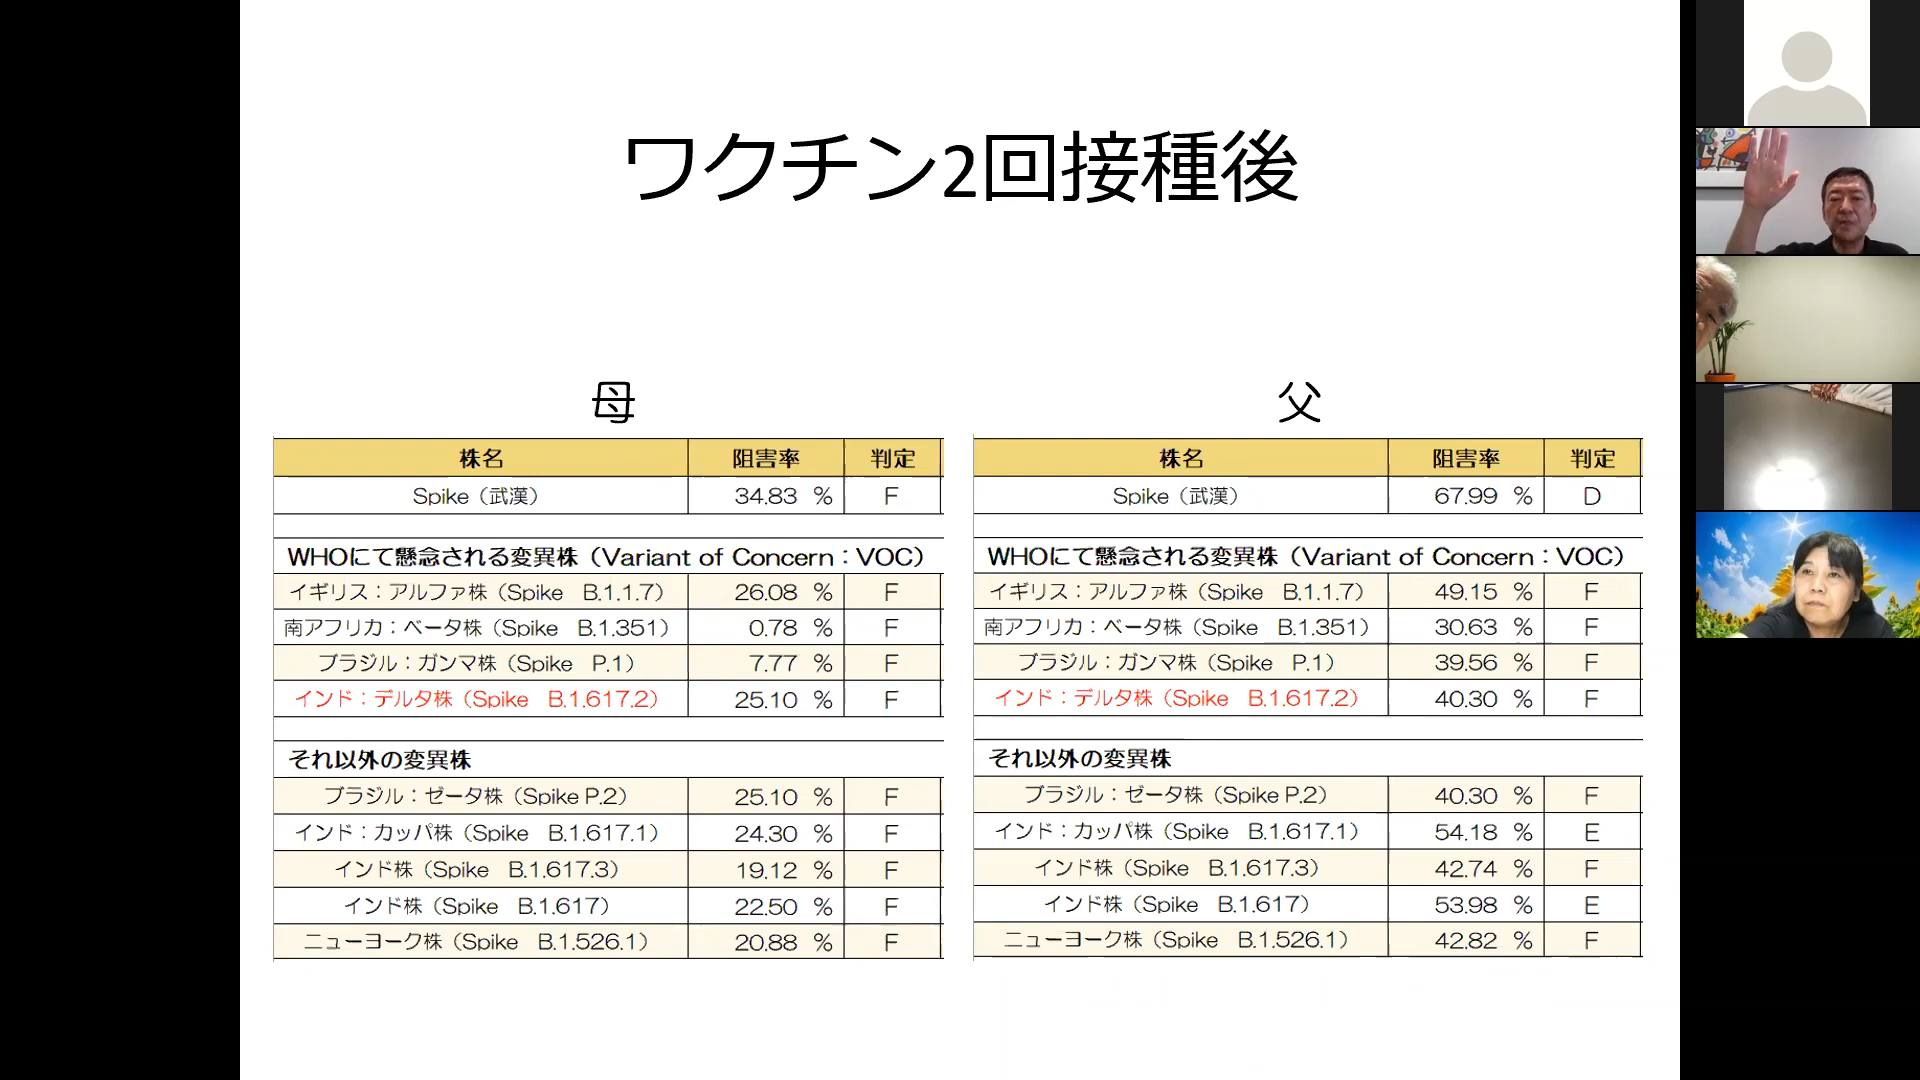 ワクチン2回接種後
母
株名 阻害率 判定
Spike（武漢） 34.83 % F
WHOにて懸念される変異株（Variant of Concern：VOC）
イギリス：アルファ株（Spike B.1.1.7） 26.08 % F
南アフリカ：ベータ株（Spike B.1.351） 0.78 % F
ブラジル：ガンマ株（Spike P.1） 7.77 % F
インド：デルタ株（Spike B.1.617.2） 25.10 % F
それ以外の変異株
ブラジル：ゼータ株（Spike P.2） 25.10 % F
インド：カッパ株（Spike B.1.617.1） 24.30 % F
インド株（Spike B.1.617.3） 19.12 % F
インド株（Spike B.1.617） 22.50 % F
ニューヨーク株（Spike B.1.526.1） 20.88 % F
父
株名 阻害率 判定
Spike（武漢） 67.99 % D
WHOにて懸念される変異株（Variant of Concern：VOC）
イギリス：アルファ株（Spike B.1.1.7） 49.15 % F
南アフリカ：ベータ株（Spike B.1.351） 30.63 % F
ブラジル：ガンマ株（Spike P.1） 39.56 % F
インド：デルタ株（Spike B.1.617.2） 40.30 % F
それ以外の変異株
ブラジル：ゼータ株（Spike P.2） 40.30 % F
インド：カッパ株（Spike B.1.617.1） 54.18 % E
インド株（Spike B.1.617.3） 42.74 % F
インド株（Spike B.1.617） 53.98 % E
ニューヨーク株（Spike B.1.526.1） 42.82 % F